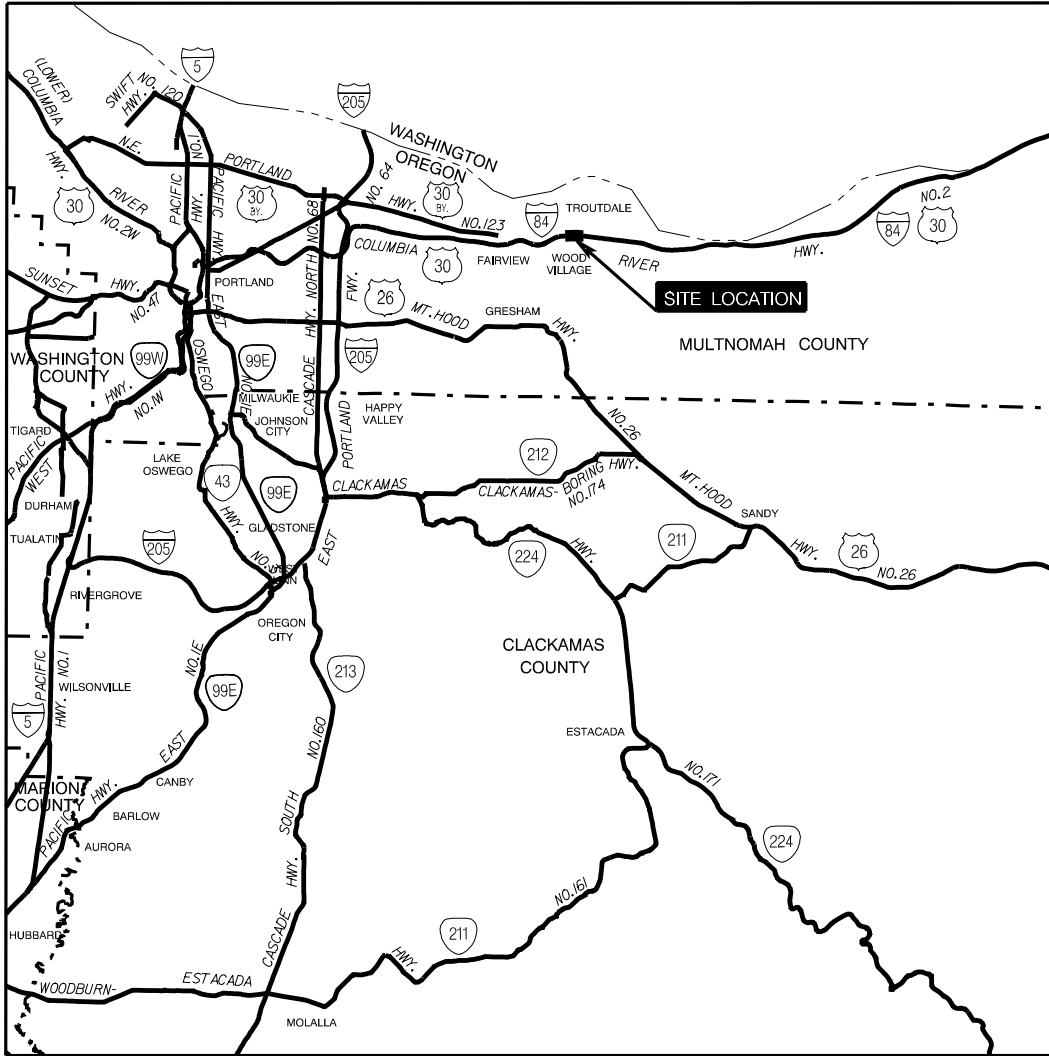 5
(LOWER)
COLUMBIA
SWIFT
HWY.
NO. 120
205
WASHINGTON
OREGON
HWY.
N.E.
NO.1
PORTLAND
NO. 64
30
RIVER
NO.2W
PACIFIC
HWY.
PACIFIC
HWY.
30
BY.
NO.68
HWY.
30
BY.
NO.123
84
TROUTDALE
NO.2
84
30
COLUMBIA
30
FAIRVIEW
WOOD
VILLAGE
RIVER
HWY.
SUNSET
HWY.
NO.47
PORTLAND
EAST
NORTH
FWY.
26
MT.HOOD
GRESHAM
HWY.
SITE LOCATION
MULTNOMAH COUNTY
WASHINGTON
COUNTY
99W
OSWEGO
99E
HWY.
CASCADE
205
HWY.
NO.1W
MILWAUKIE
JOHNSON
CITY
HAPPY
VALLEY
PORTLAND
NO.26
TIGARD
PACIFIC
WEST
LAKE
OSWEGO
43
99E
CLACKAMAS
212
CLACKAMAS-
BORING
NO.174
HWY.
MT.HOOD
DURHAM
HWY.
GLADSTONE
EAST
SANDY
TUALATIN
205
NO.
224
HWY.
211
HWY.
26
NO.26
RIVERGROVE
OREGON
CITY
CLACKAMAS
COUNTY
PACIFIC
HWY.
NO.1
NO.1E
213
WILSONVILLE
99E
5
EAST
NO.160
ESTACADA
MARION
COUNTY
PACIFIC
HWY.
CANBY
NO.171
BARLOW
SOUTH
224
AURORA
HWY.
NO.161
HUBBARD
CASCADE
211
HWY.
WOODBURN-
ESTACADA
MOLALLA